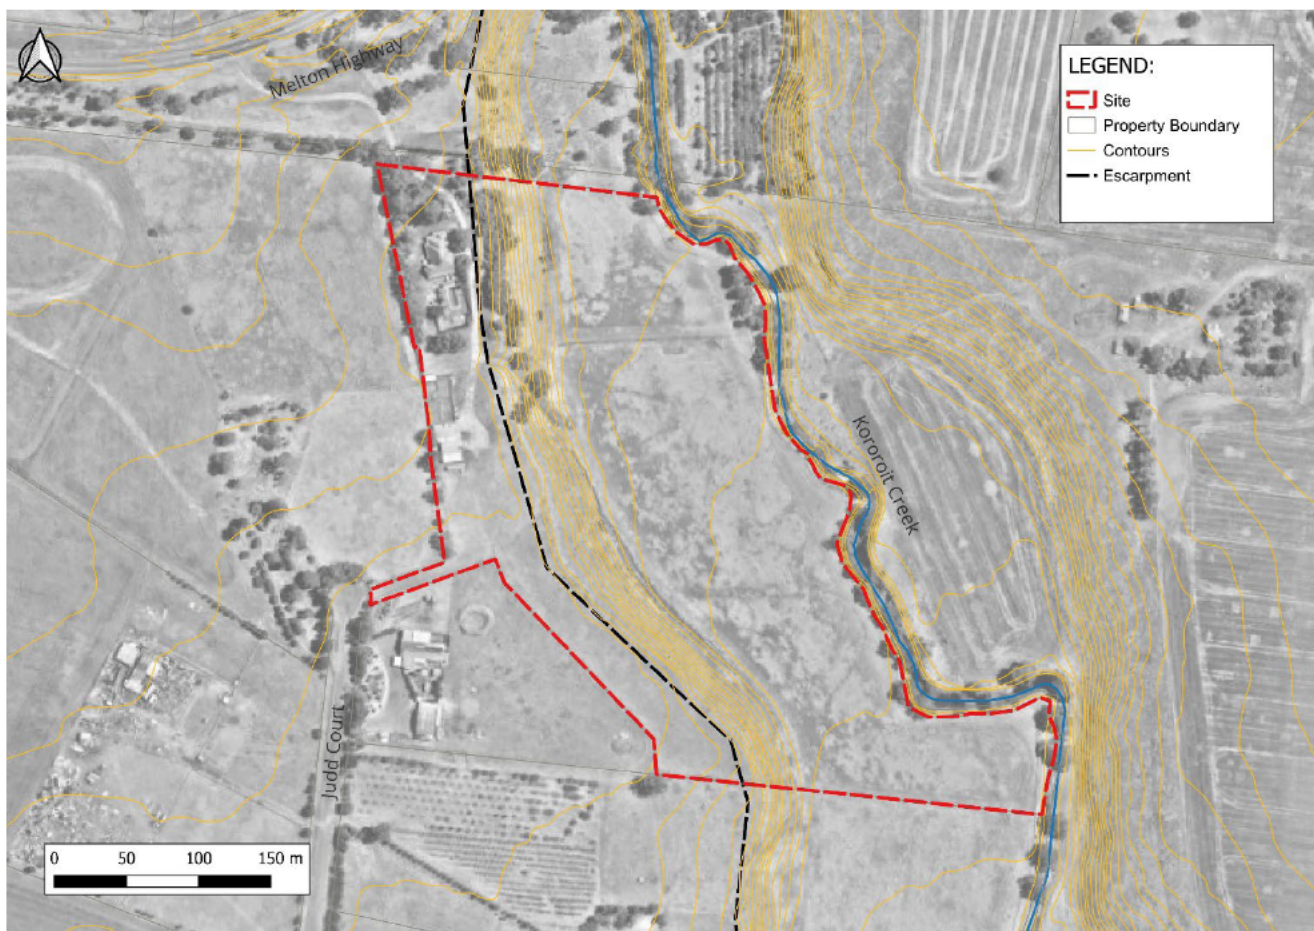 Melton Highway
LEGEND:
Site
Property Boundary
Contours
Escarpment
Kororoit Creek
Judd Court
0 50 100 150 m